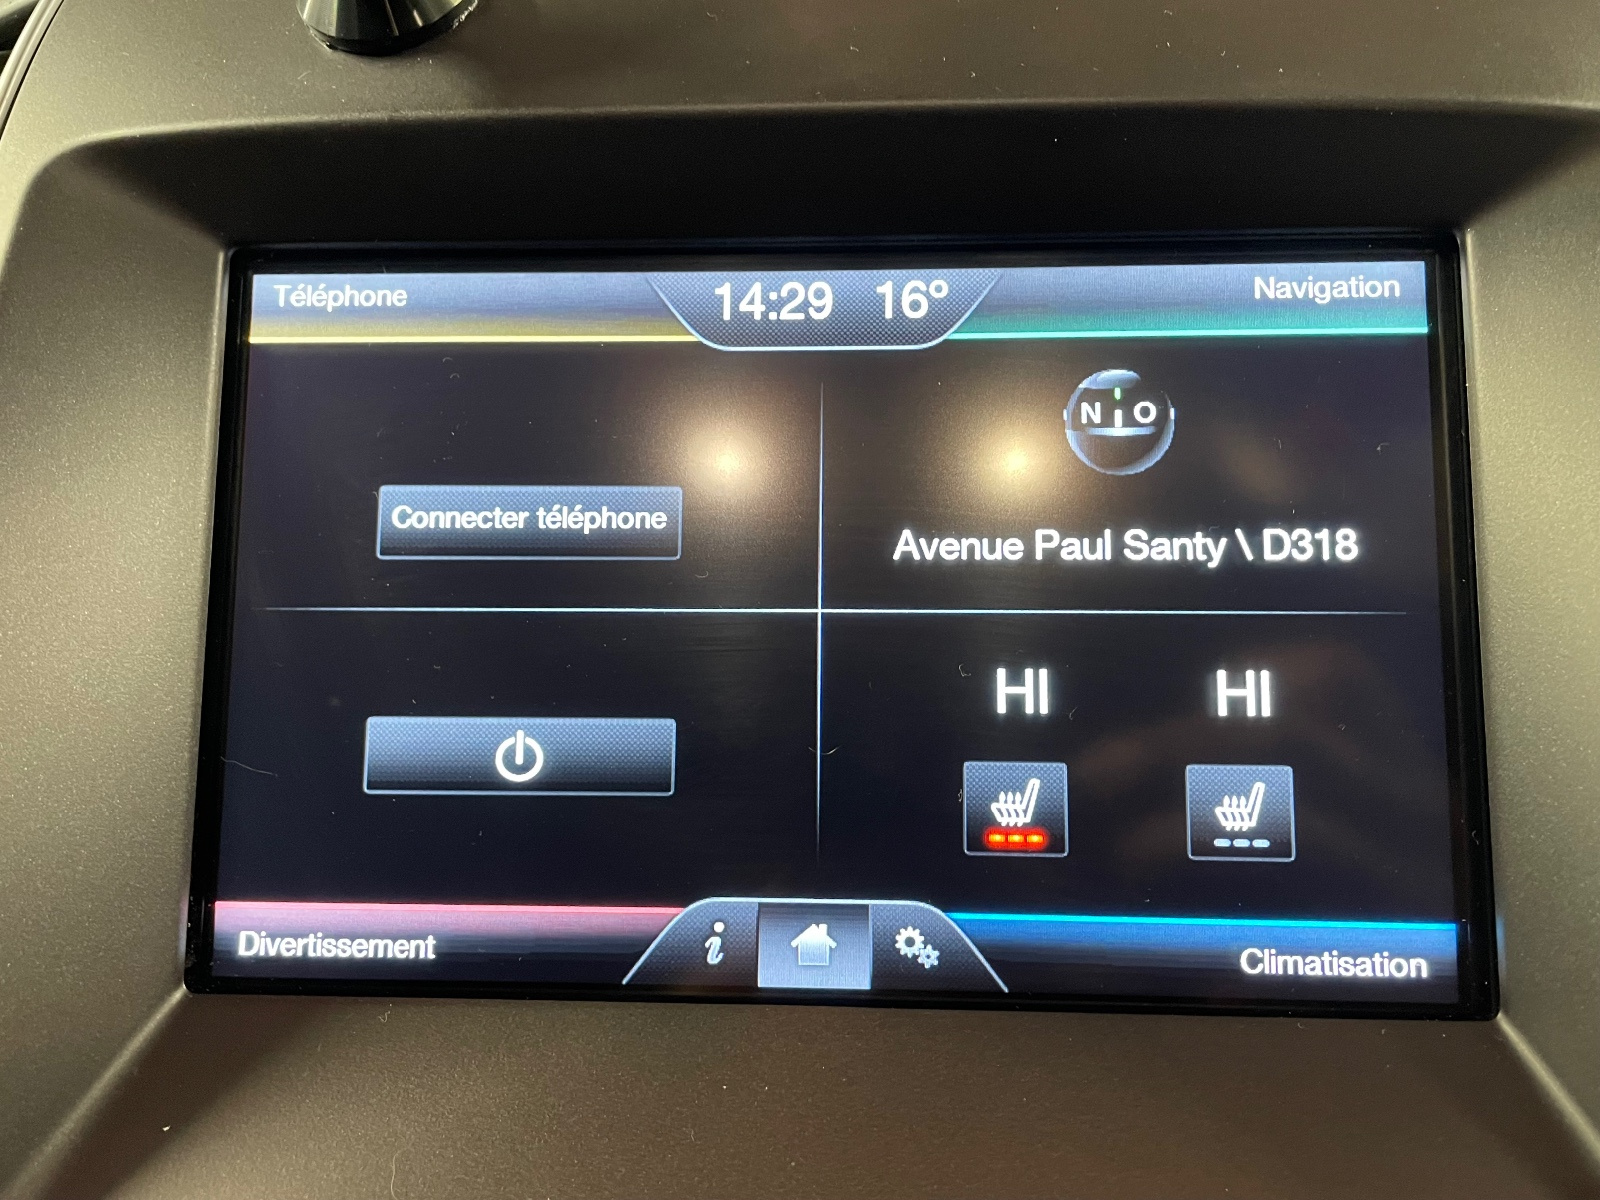 Téléphone
14:29 16°
Navigation
N O
Connecter téléphone
Avenue Paul Santy \ D318
HI HI
Divertissement
i
Climatisation